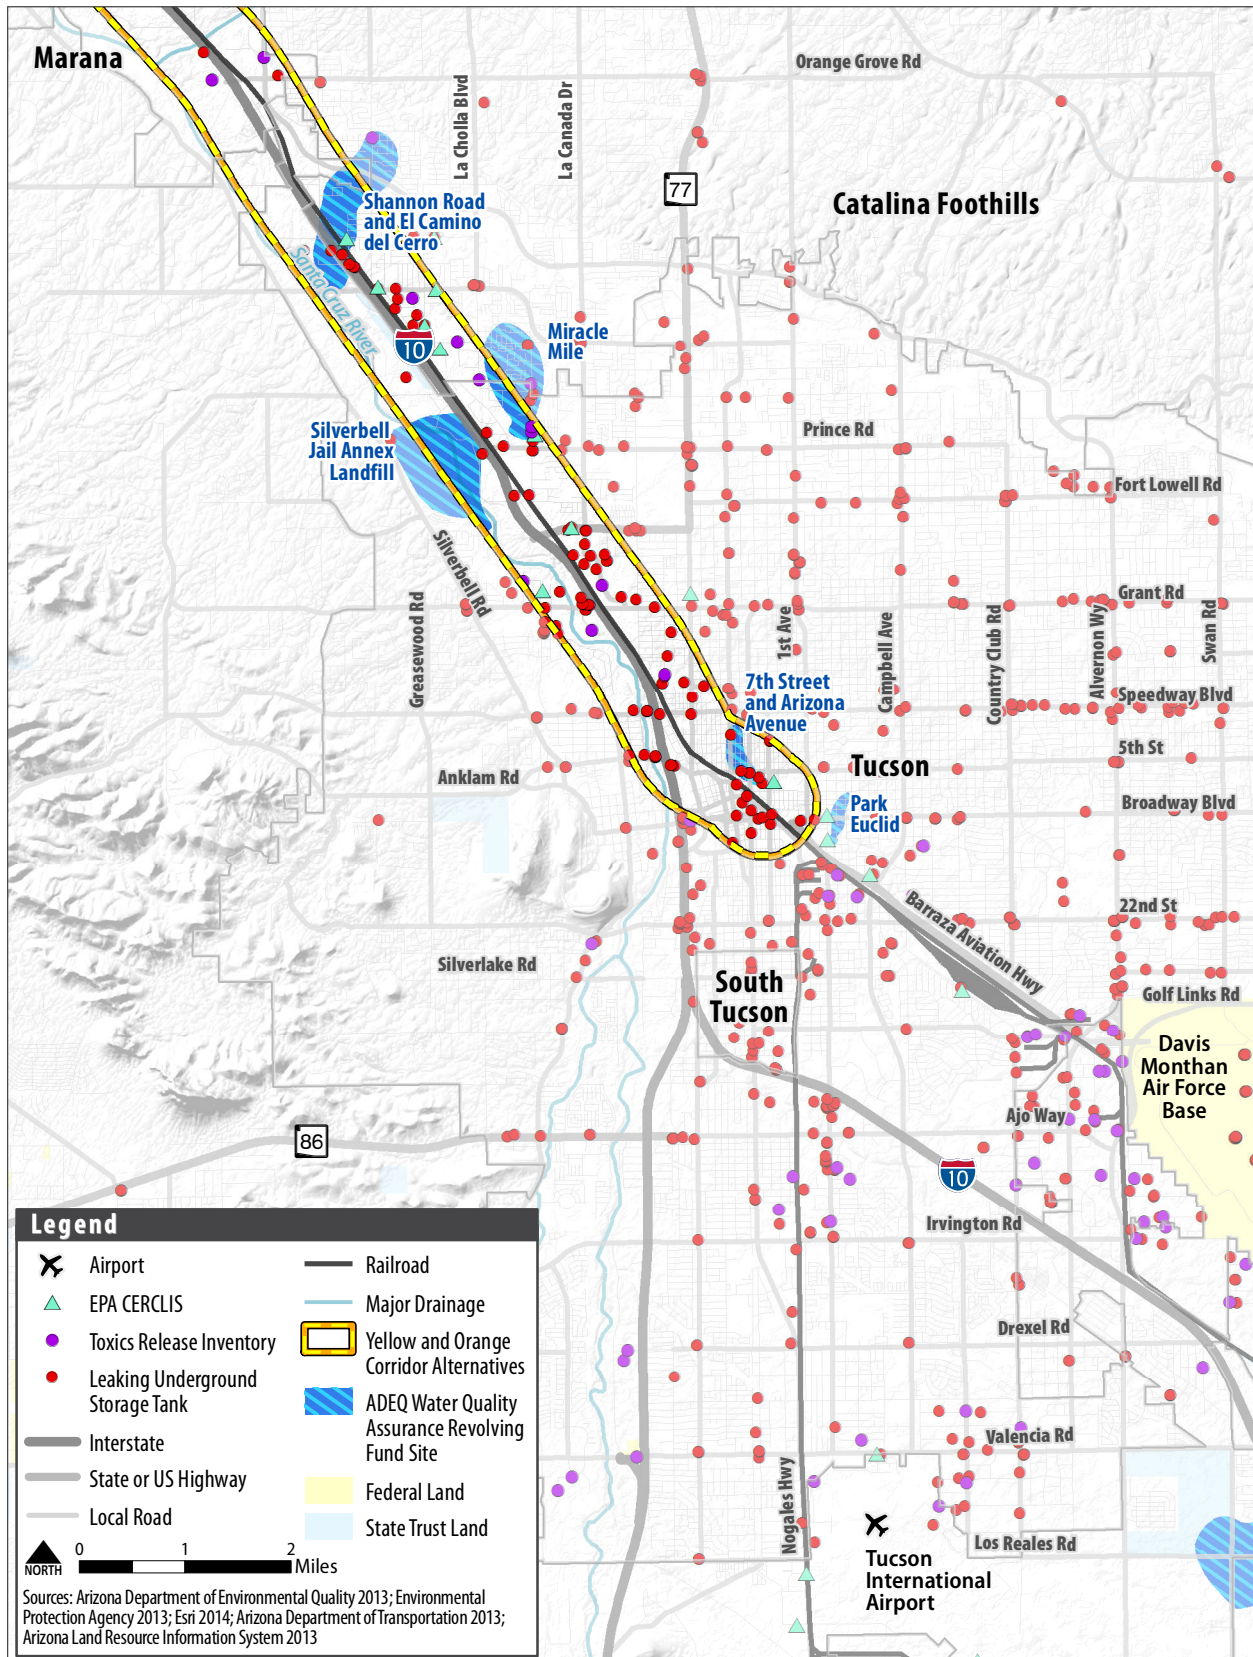 Marana
Orange Grove Rd
La Cholla Blvd
La Canada Dr
77
Catalina Foothills
Shannon Road
and El Camino
del Cerro
Santa Cruz River
10
Miracle
Mile
Silverbell
Jail Annex
Landfill
Prince Rd
Fort Lowell Rd
Silverbell Rd
Greasewood Rd
Grant Rd
1st Ave
Campbell Ave
Country Club Rd
Alvernon Wy
Swan Rd
7th Street
and Arizona
Avenue
Speedway Blvd
5th St
Anklam Rd
Tucson
Broadway Blvd
Park
Euclid
22nd St
Barraza Aviation Hwy
Silverlake Rd
South
Tucson
Golf Links Rd
Davis
Monthan
Air Force
Base
Ajo Way
86
10
Irvington Rd
Drexel Rd
Valencia Rd
Nogales Hwy
Los Reales Rd
Tucson
International
Airport
Legend
Airport
EPA CERCLIS
Toxics Release Inventory
Leaking Underground
Storage Tank
Interstate
State or US Highway
Local Road
Railroad
Major Drainage
Yellow and Orange
Corridor Alternatives
ADEQ Water Quality
Assurance Revolving
Fund Site
Federal Land
State Trust Land
NORTH
0 1 2
Miles
Sources: Arizona Department of Environmental Quality 2013; Environmental
Protection Agency 2013; Esri 2014; Arizona Department of Transportation 2013;
Arizona Land Resource Information System 2013